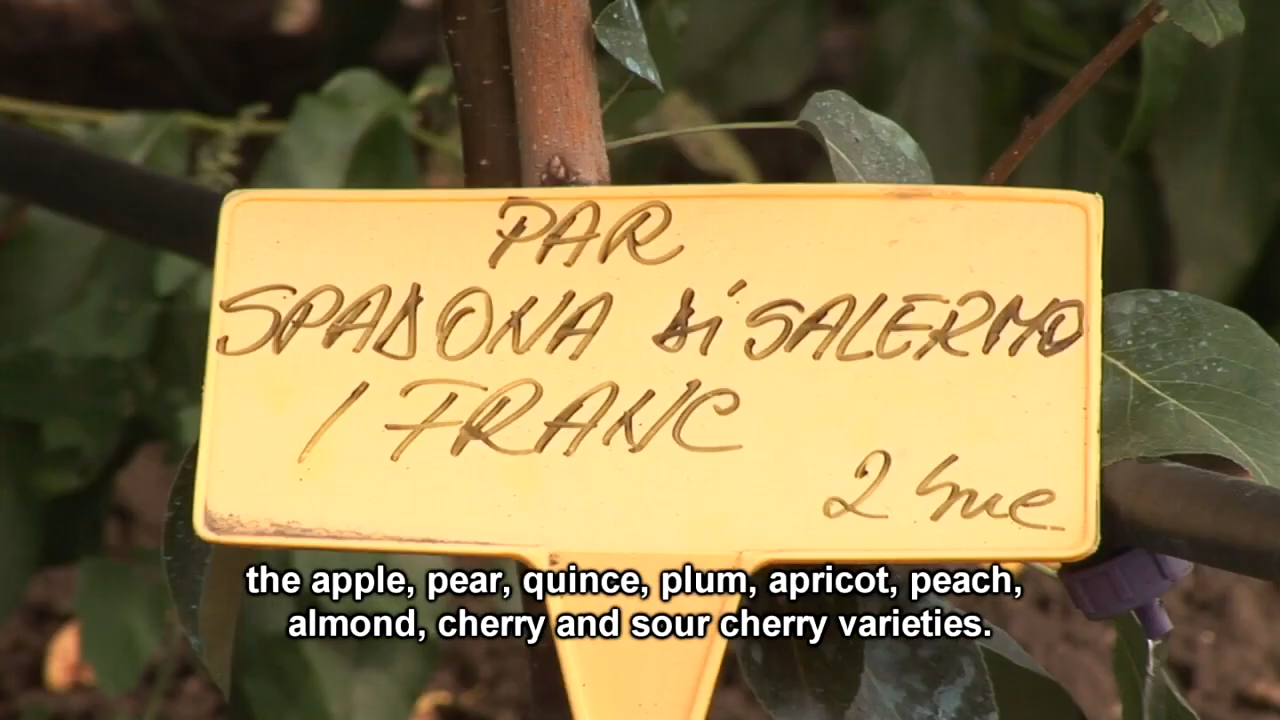 PAR
SPADONA di SALERMO
/ FRANC
2 buc
the apple, pear, quince, plum, apricot, peach,
almond, cherry and sour cherry varieties.